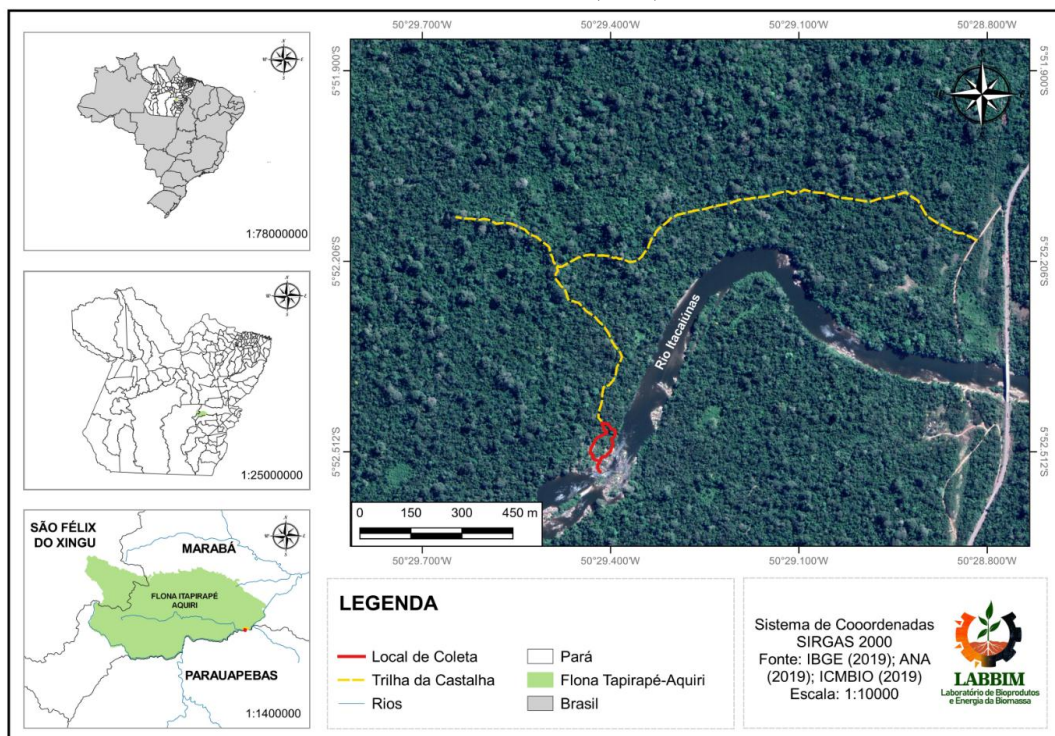 1:78000000
1:25000000
SÃO FÉLIX
DO XINGU
MARABÁ
FLONA ITAPIRAPÉ
AQUIRI
PARAUAPEBAS
1:1400000
50°29.700'W
50°29.400'W
50°29.100'W
50°28.800'W
5°51.900'S
5°51.900'S
5°52.206'S
5°52.206'S
5°52.512'S
5°52.512'S
Rio Itacaiúnas
0 150 300 450 m
50°29.700'W
50°29.400'W
50°29.100'W
50°28.800'W
LEGENDA
Local de Coleta
Trilha da Castalha
Rios
Pará
Flona Tapirapé-Aquiri
Brasil
Sistema de Cooordenadas
SIRGAS 2000
Fonte: IBGE (2019); ANA
(2019); ICMBIO (2019)
Escala: 1:10000
LABBIM
Laboratório de Bioprodutos
e Energia da Biomassa